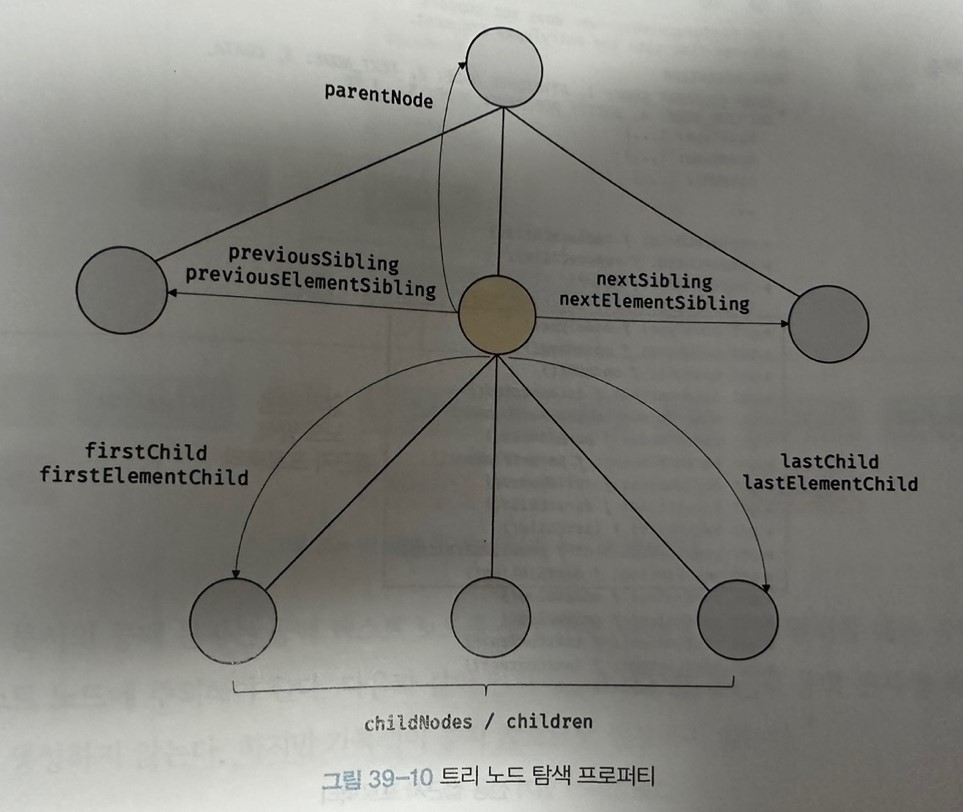 parentNode
previousSibling
previousElementSibling
nextSibling
nextElementSibling
firstChild
firstElementChild
lastChild
lastElementChild
childNodes / children
그림 39-10 트리 노드 탐색 프로퍼티